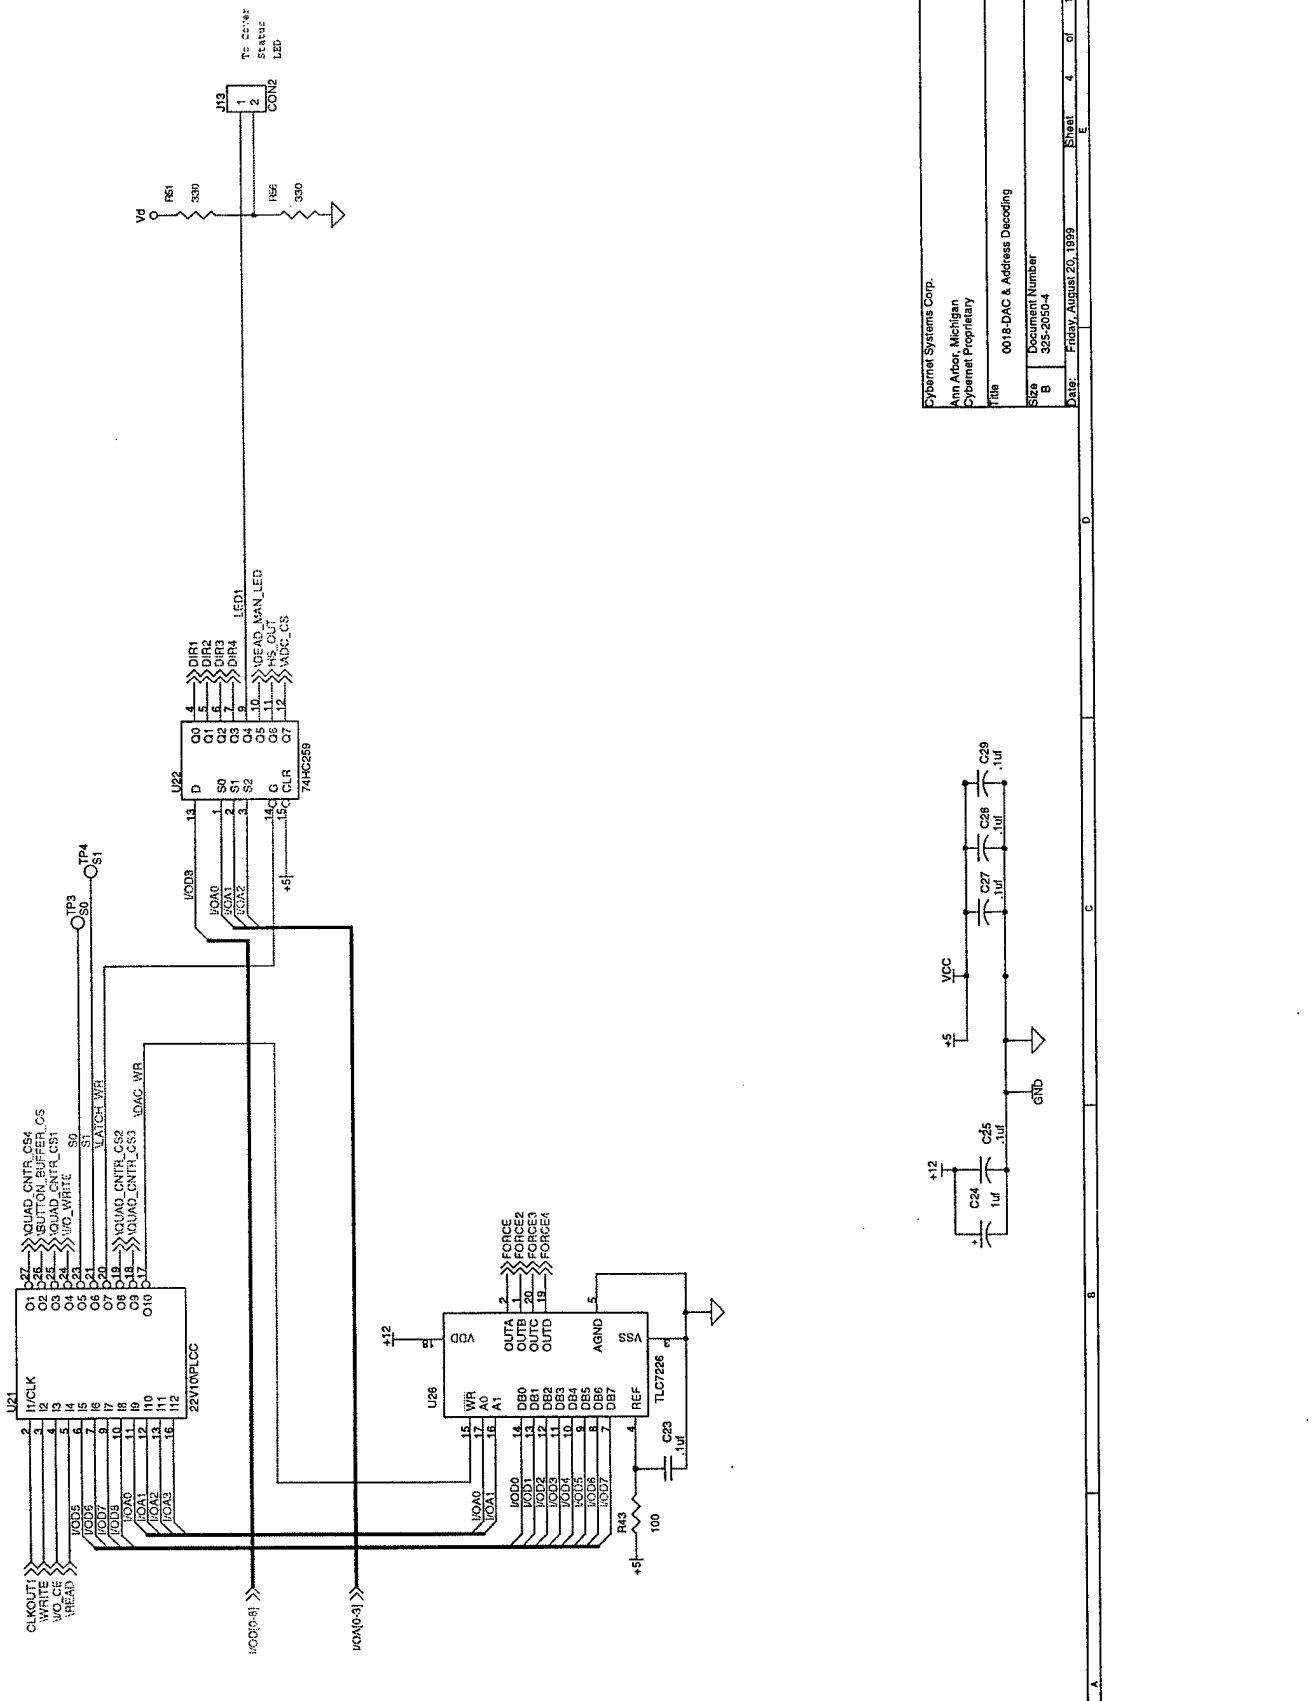 To Cover
Status
LED
J13
1
2
CON2
Vd
R51
330
R56
330
LED1
U22
74HC259
13 D
1 S0
2 S1
3 S2
14 G
15 CLR
Q0 4 DIR1
Q1 5 DIR2
Q2 6 DIR3
Q3 7 DIR4
Q4 9
Q5 10 \DEAD_MAN_LED
Q6 11 HS_OUT
Q7 12 \ADC_CS
I/OD8
I/OA0
I/OA1
I/OA2
+5
TP3
S0
TP4
S1
U21
22V10\PLCC
CLKOUT1 2 I1/CLK
\WRITE 3 I2
I/O_CE 4 I3
\READ 5 I4
I/OD5 6 I5
I/OD6 7 I6
I/OD7 9 I7
I/OD8 10 I8
I/OA0 11 I9
I/OA1 12 I10
I/OA2 13 I11
I/OA3 16 I12
O1 27 \QUAD_CNTR_CS4
O2 26 \BUTTON_BUFFER_CS
O3 25 \QUAD_CNTR_CS1
O4 24 \I/O_WRITE
O5 23 S0
O6 21 S1
O7 20 \LATCH_WR
O8 19 \QUAD_CNTR_CS2
O9 18 \QUAD_CNTR_CS3
O10 17 \DAC_WR
I/OD[0-8]
I/OA[0-3]
U26
TLC7226
+12
18 VDD
15 WR
I/OA0 17 A0
I/OA1 16 A1
I/OD0 14 DB0
I/OD1 13 DB1
I/OD2 12 DB2
I/OD3 11 DB3
I/OD4 10 DB4
I/OD5 9 DB5
I/OD6 8 DB6
I/OD7 7 DB7
4 REF
OUTA 2 FORCE
OUTB 1 FORCE2
OUTC 20 FORCE3
OUTD 19 FORCE4
AGND 5
VSS 3
R43
100
+5
C23
.1uf
+12
C24
1uf
C25
.1uf
GND
+5
VCC
C27
.1uf
C28
.1uf
C29
.1uf
Cybernet Systems Corp.
Ann Arbor, Michigan
Cybernet Proprietary
Title
0018-DAC & Address Decoding
Size
B
Document Number
325-2050-4
Date: Friday, August 20, 1999
Sheet 4 of
A
B
C
D
E